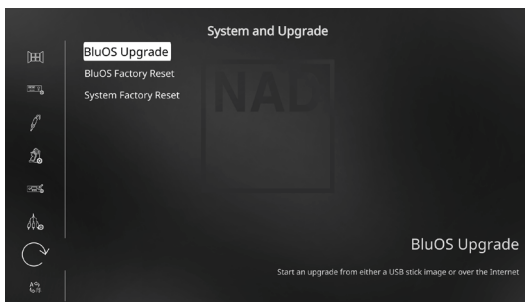 System and Upgrade
BluOS Upgrade
BluOS Factory Reset
System Factory Reset
NAD
BluOS Upgrade
Start an upgrade from either a USB stick image or over the Internet